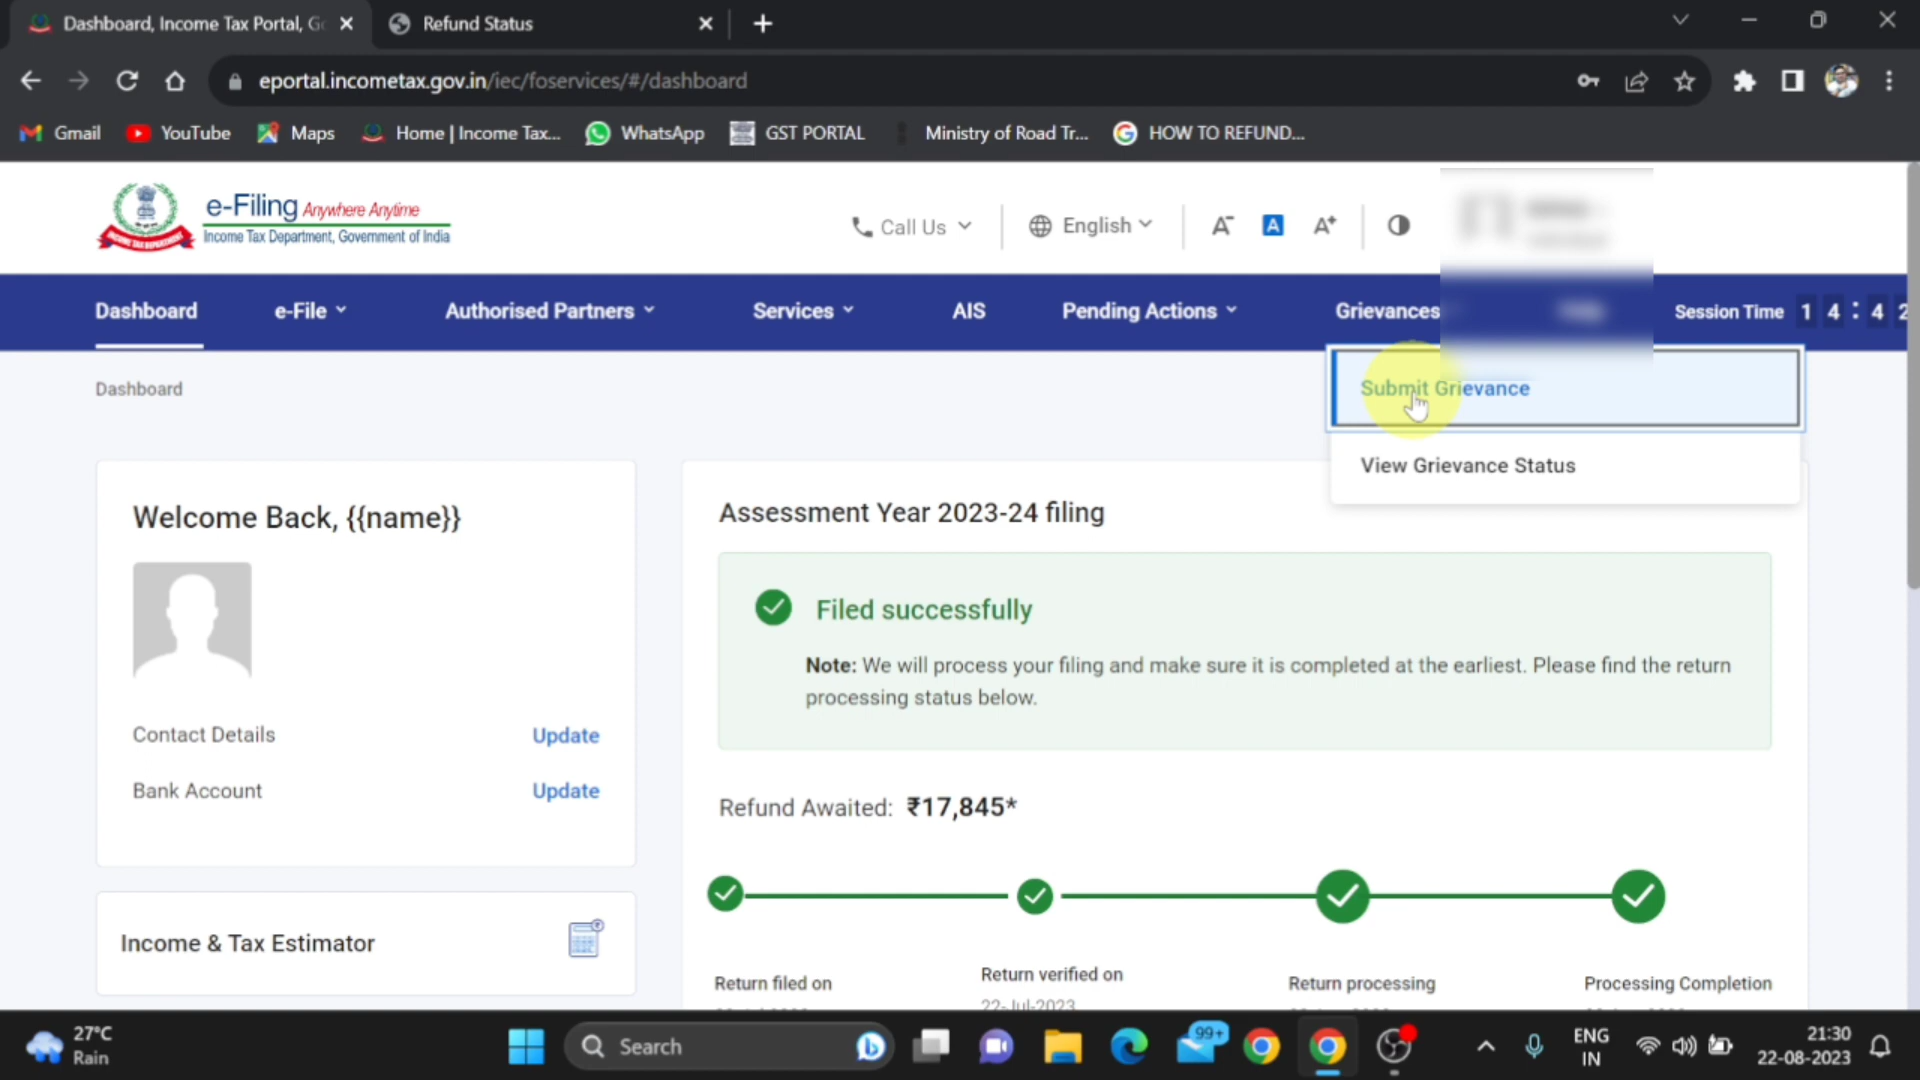 Dashboard, Income Tax Portal, G
Refund Status
eportal.incometax.gov.in/iec/foservices/#/dashboard
Gmail
YouTube
Maps
Home | Income Tax...
WhatsApp
GST PORTAL
Ministry of Road Tr...
HOW TO REFUND...
e-Filing Anywhere Anytime
Income Tax Department, Government of India
Call Us
English
A-
A
A+
Dashboard
e-File
Authorised Partners
Services
AIS
Pending Actions
Grievances
Session Time 1 4 : 4 2
Submit Grievance
View Grievance Status
Dashboard
Welcome Back, {{name}}
Contact Details
Update
Bank Account
Update
Income & Tax Estimator
Assessment Year 2023-24 filing
Filed successfully
Note: We will process your filing and make sure it is completed at the earliest. Please find the return
processing status below.
Refund Awaited: ₹17,845*
Return filed on
Return verified on
22-Jul-2023
Return processing
Processing Completion
27°C
Rain
Search
99+
ENG
IN
21:30
22-08-2023